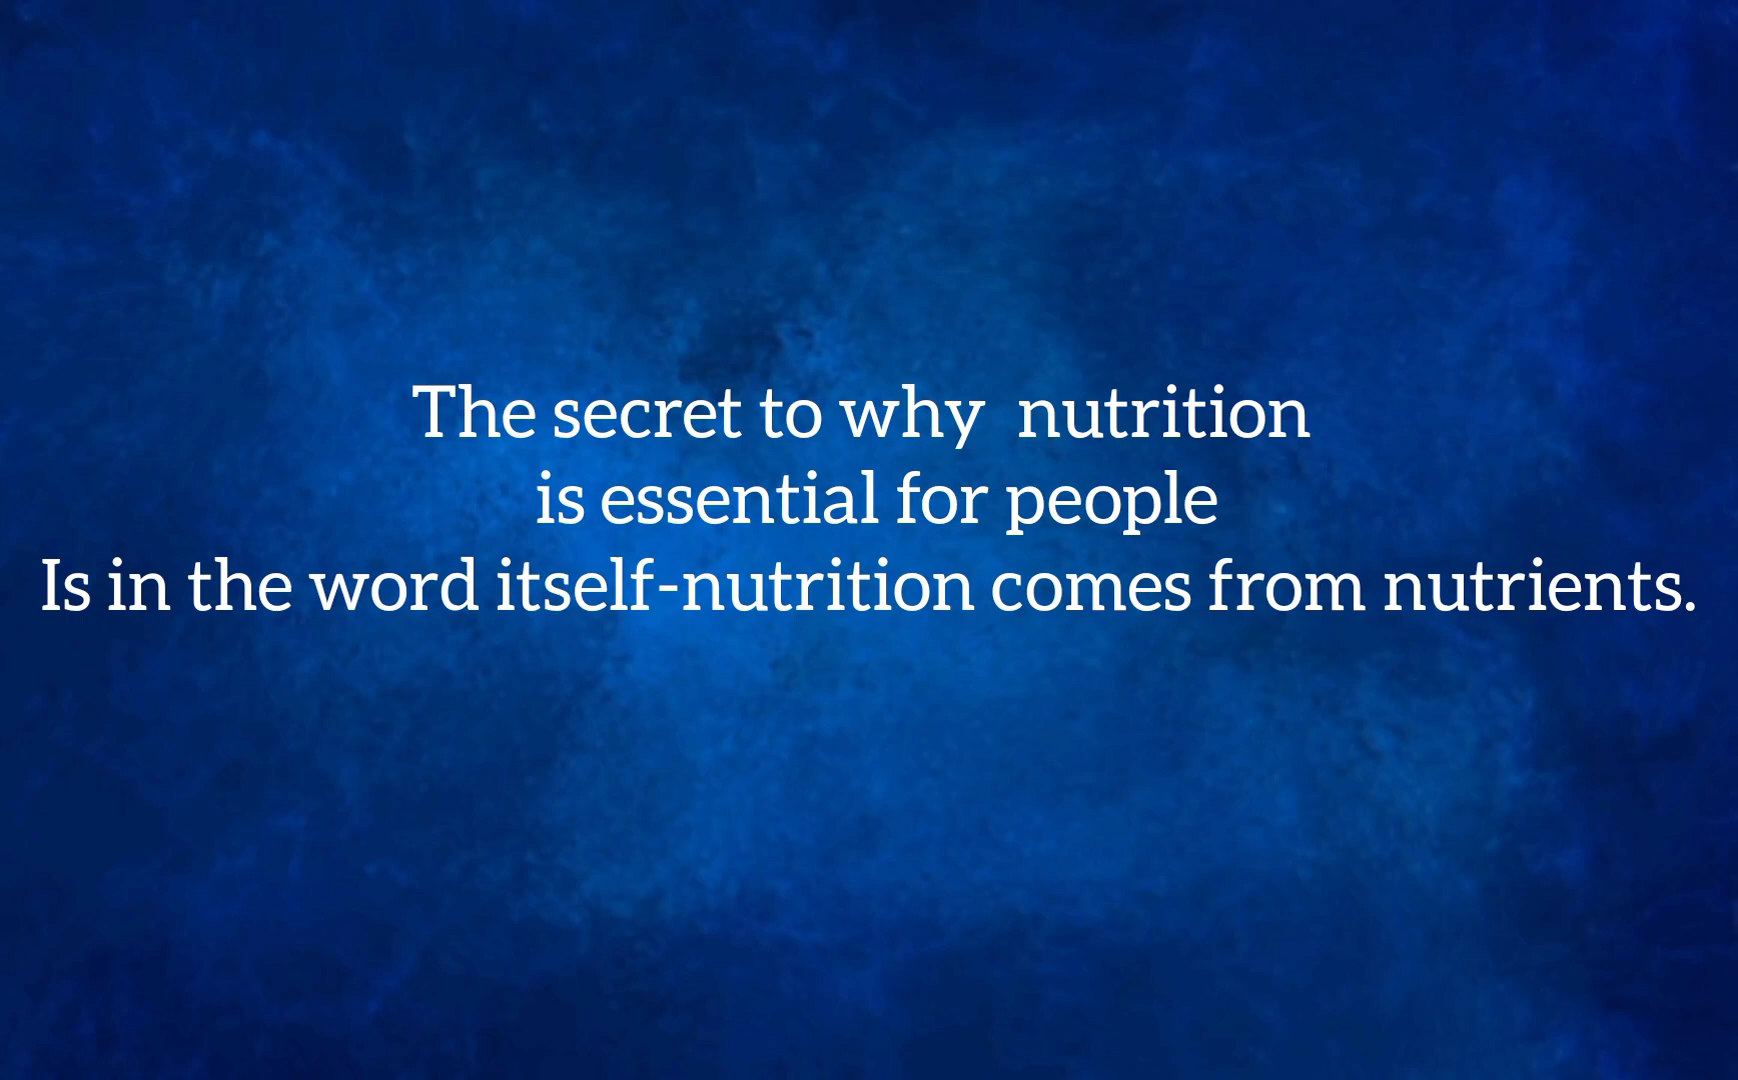 The secret to why  nutrition
is essential for people
Is in the word itself-nutrition comes from nutrients.